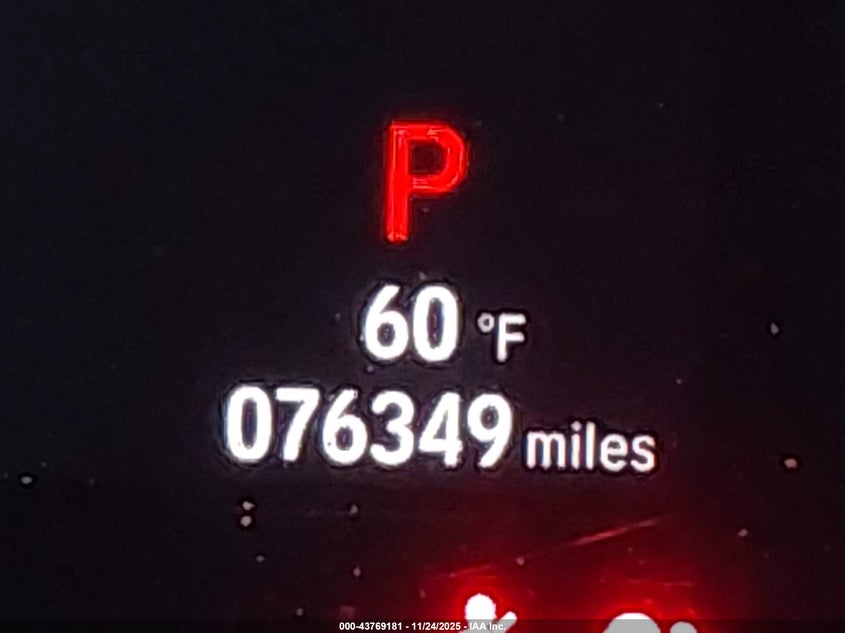 P
60 °F
076349 miles
000-43769181 - 11/24/2025 - IAA Inc.